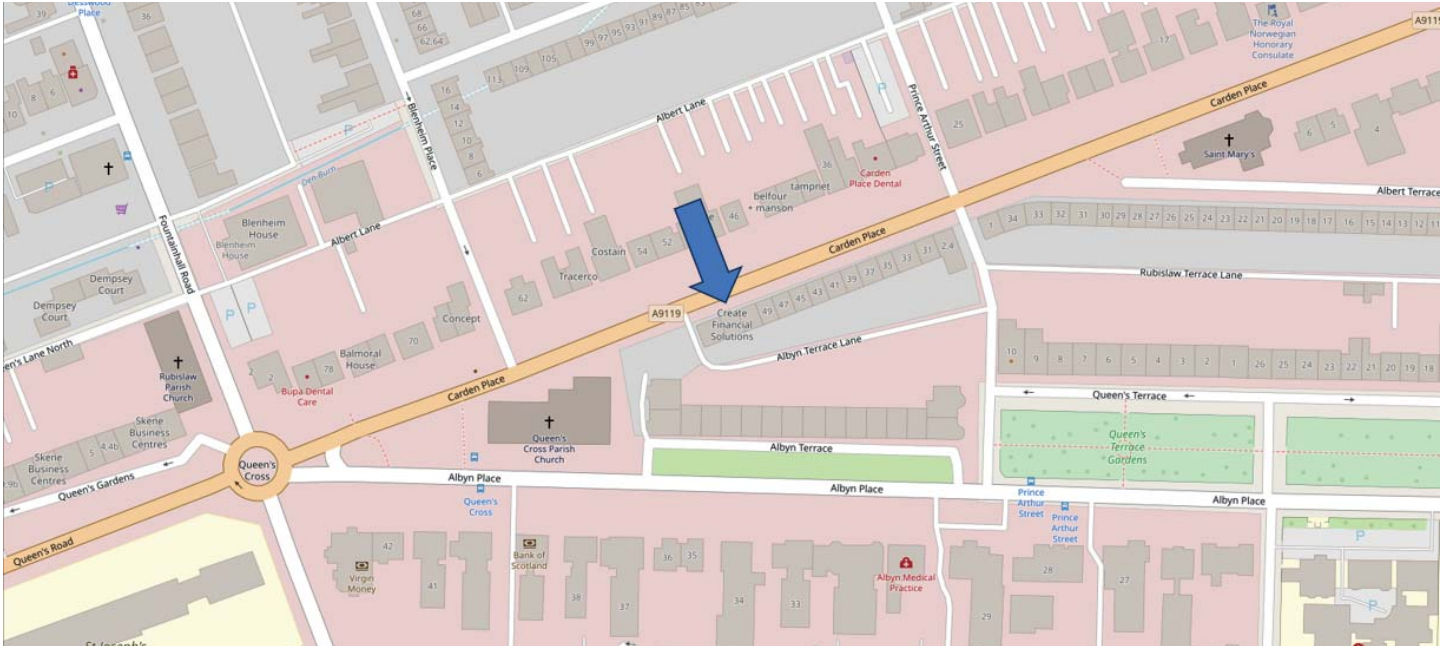 Desswood
Place
39
36
68
66
62,64
113
109
105
99
97
95
93
91
89
87
85
17
The Royal
Norwegian
Honorary
Consulate
A9119
8
6
10
P
P
16
14
12
10
8
6
Blenheim Place
Albert Lane
P
Prince Arthur Street
25
Carden Place
Saint Mary's
6
5
4
Den Burn
P
36
Carden
Place Dental
tampnet
belfour
manson
46
Albert Terrace
Fountainhall Road
Blenheim
House
Blenheim
House
Albert Lane
Costain
54
52
Carden Place
1
34
33
32
31
30
29
28
27
26
25
24
23
22
21
20
19
18
17
16
15
14
13
12
11
Dempsey
Court
Dempsey
Court
Tracerco
62
31
2,4
33
35
37
39
41
43
45
47
49
Rubislaw Terrace Lane
P
P
A9119
Create
Financial
Solutions
Concept
70
Balmoral
House
78
2
Bupa Dental
Care
Albyn Terrace Lane
een's Lane North
Rubislaw
Parish
Church
Carden Place
10
9
8
7
6
5
4
3
2
1
26
25
24
23
22
21
20
19
18
Queen's Terrace
Skene
Business
Centres
4,4b
5
Skene
Business
Centres
9,9b
Queen's
Cross Parish
Church
Albyn Terrace
Queen's
Terrace
Gardens
Queen's
Cross
Queen's Gardens
Albyn Place
Queen's
Cross
Albyn Place
Prince
Arthur
Street
Prince
Arthur
Street
Albyn Place
Queen's Road
42
Virgin
Money
41
Bank of
Scotland
38
36
35
37
34
33
Albyn Medical
Practice
29
28
27
P
P
St Joseph's